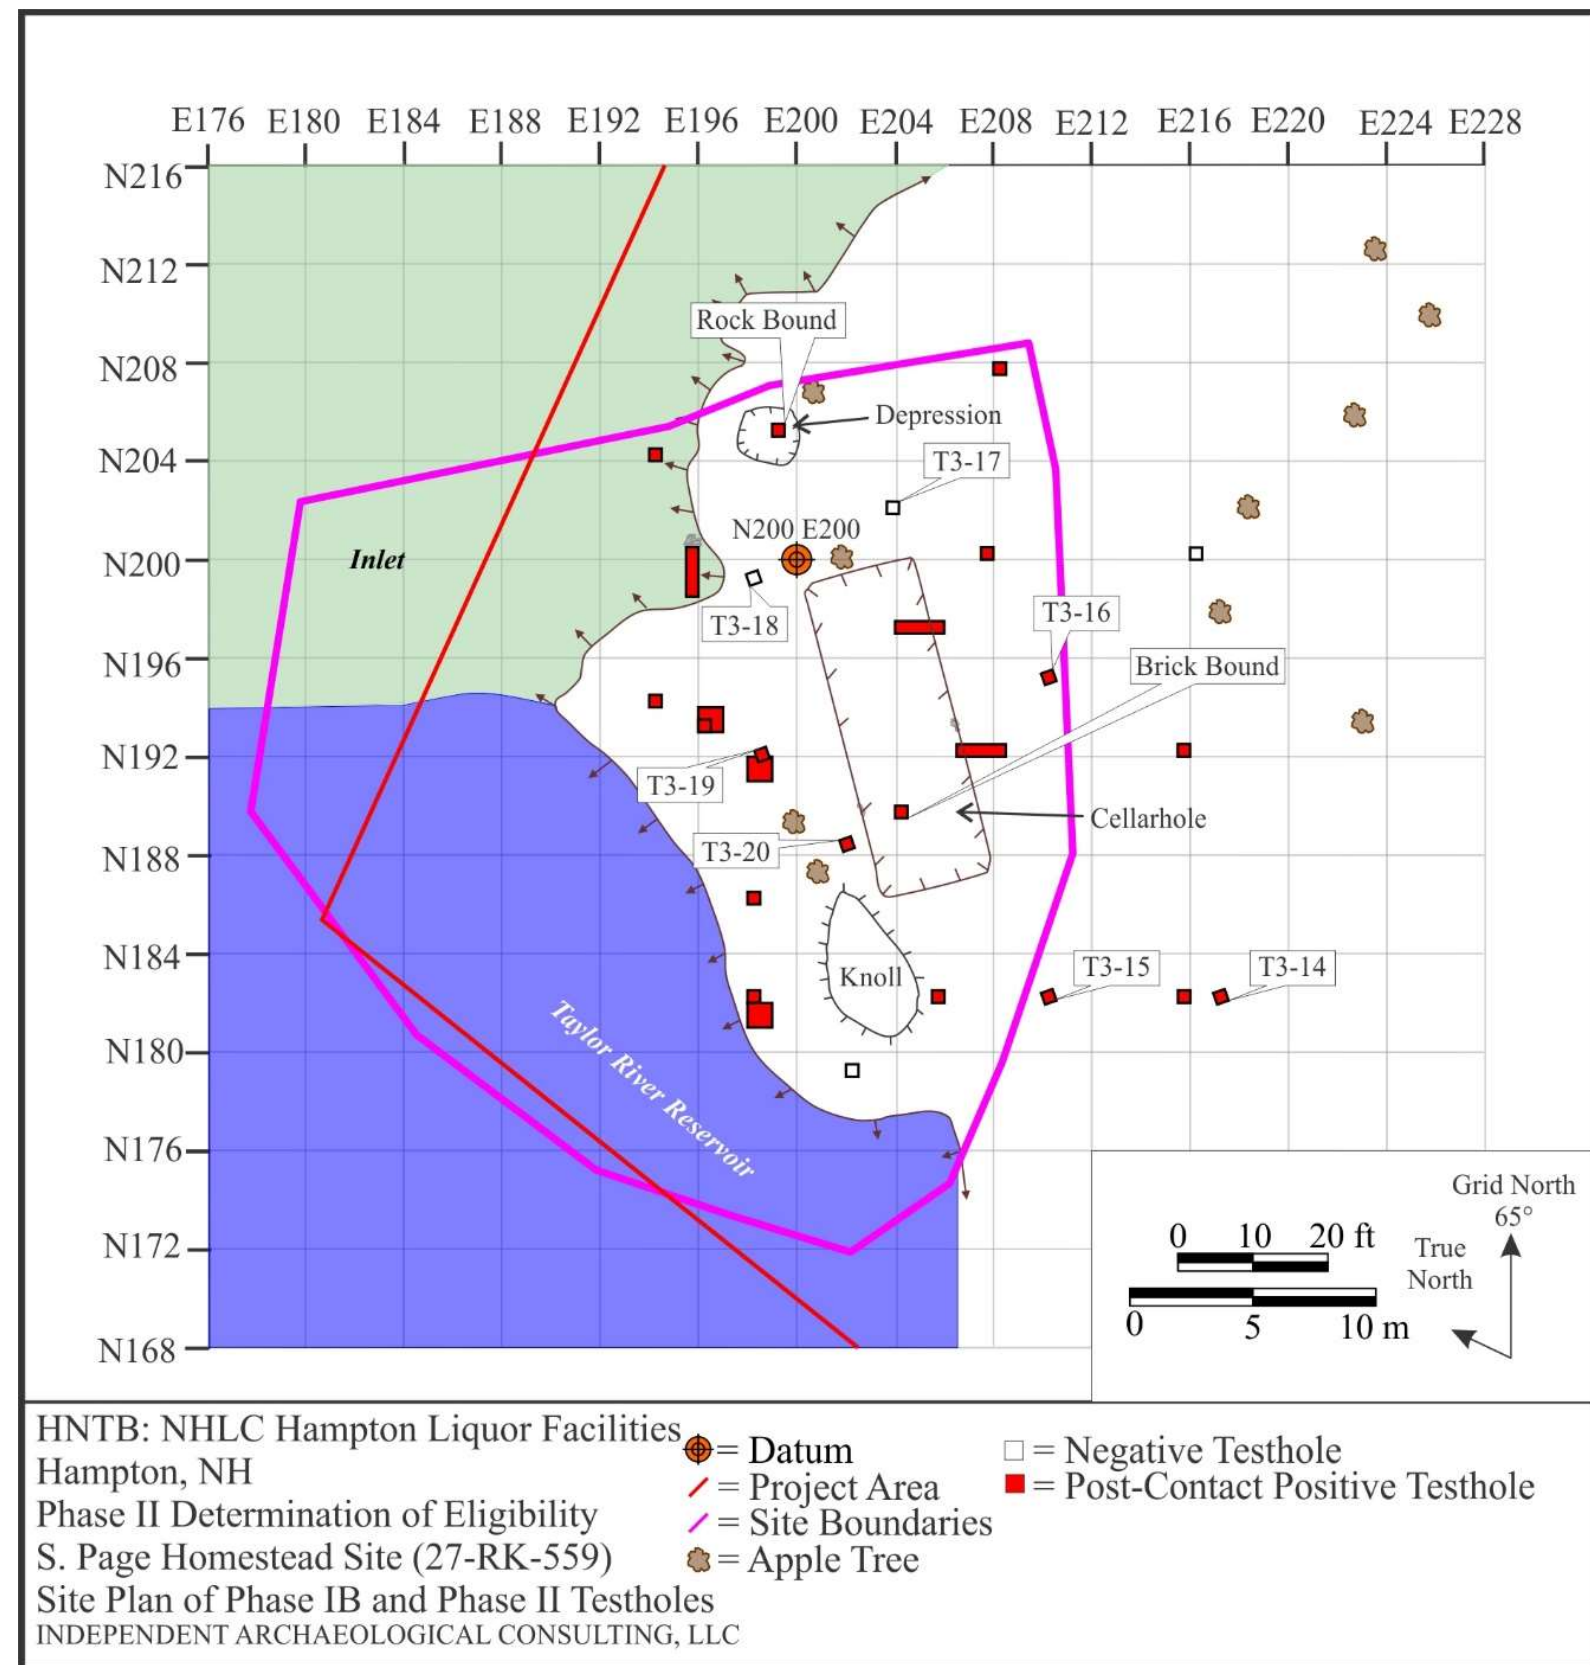 E176 E180 E184 E188 E192 E196 E200 E204 E208 E212 E216 E220 E224 E228
N216
N212
Rock Bound
N208
Depression
N204
T3-17
N200 E200
Inlet
N200
T3-16
T3-18
N196
Brick Bound
N192
T3-19
Cellarhole
T3-20
N188
N184
T3-15
T3-14
Knoll
Taylor River Reservoir
N180
N176
Grid North
65°
0 10 20 ft
True
North
N172
0 5 10 m
N168
HNTB: NHLC Hampton Liquor Facilities
Hampton, NH
Phase II Determination of Eligibility
S. Page Homestead Site (27-RK-559)
Site Plan of Phase IB and Phase II Testholes
INDEPENDENT ARCHAEOLOGICAL CONSULTING, LLC
= Datum
= Project Area
= Site Boundaries
= Apple Tree
= Negative Testhole
= Post-Contact Positive Testhole